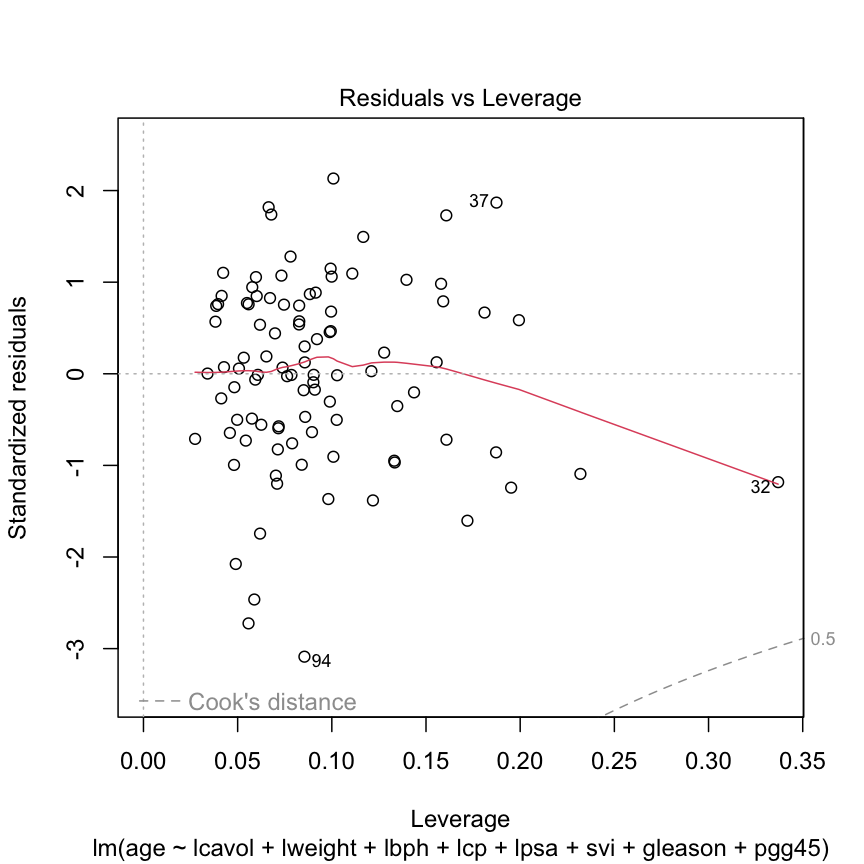 Residuals vs Leverage
Standardized residuals
2
1
0
-1
-2
-3
37
32
94
0.5
Cook's distance
0.00 0.05 0.10 0.15 0.20 0.25 0.30 0.35
Leverage
lm(age ~ lcavol + lweight + lbph + lcp + lpsa + svi + gleason + pgg45)